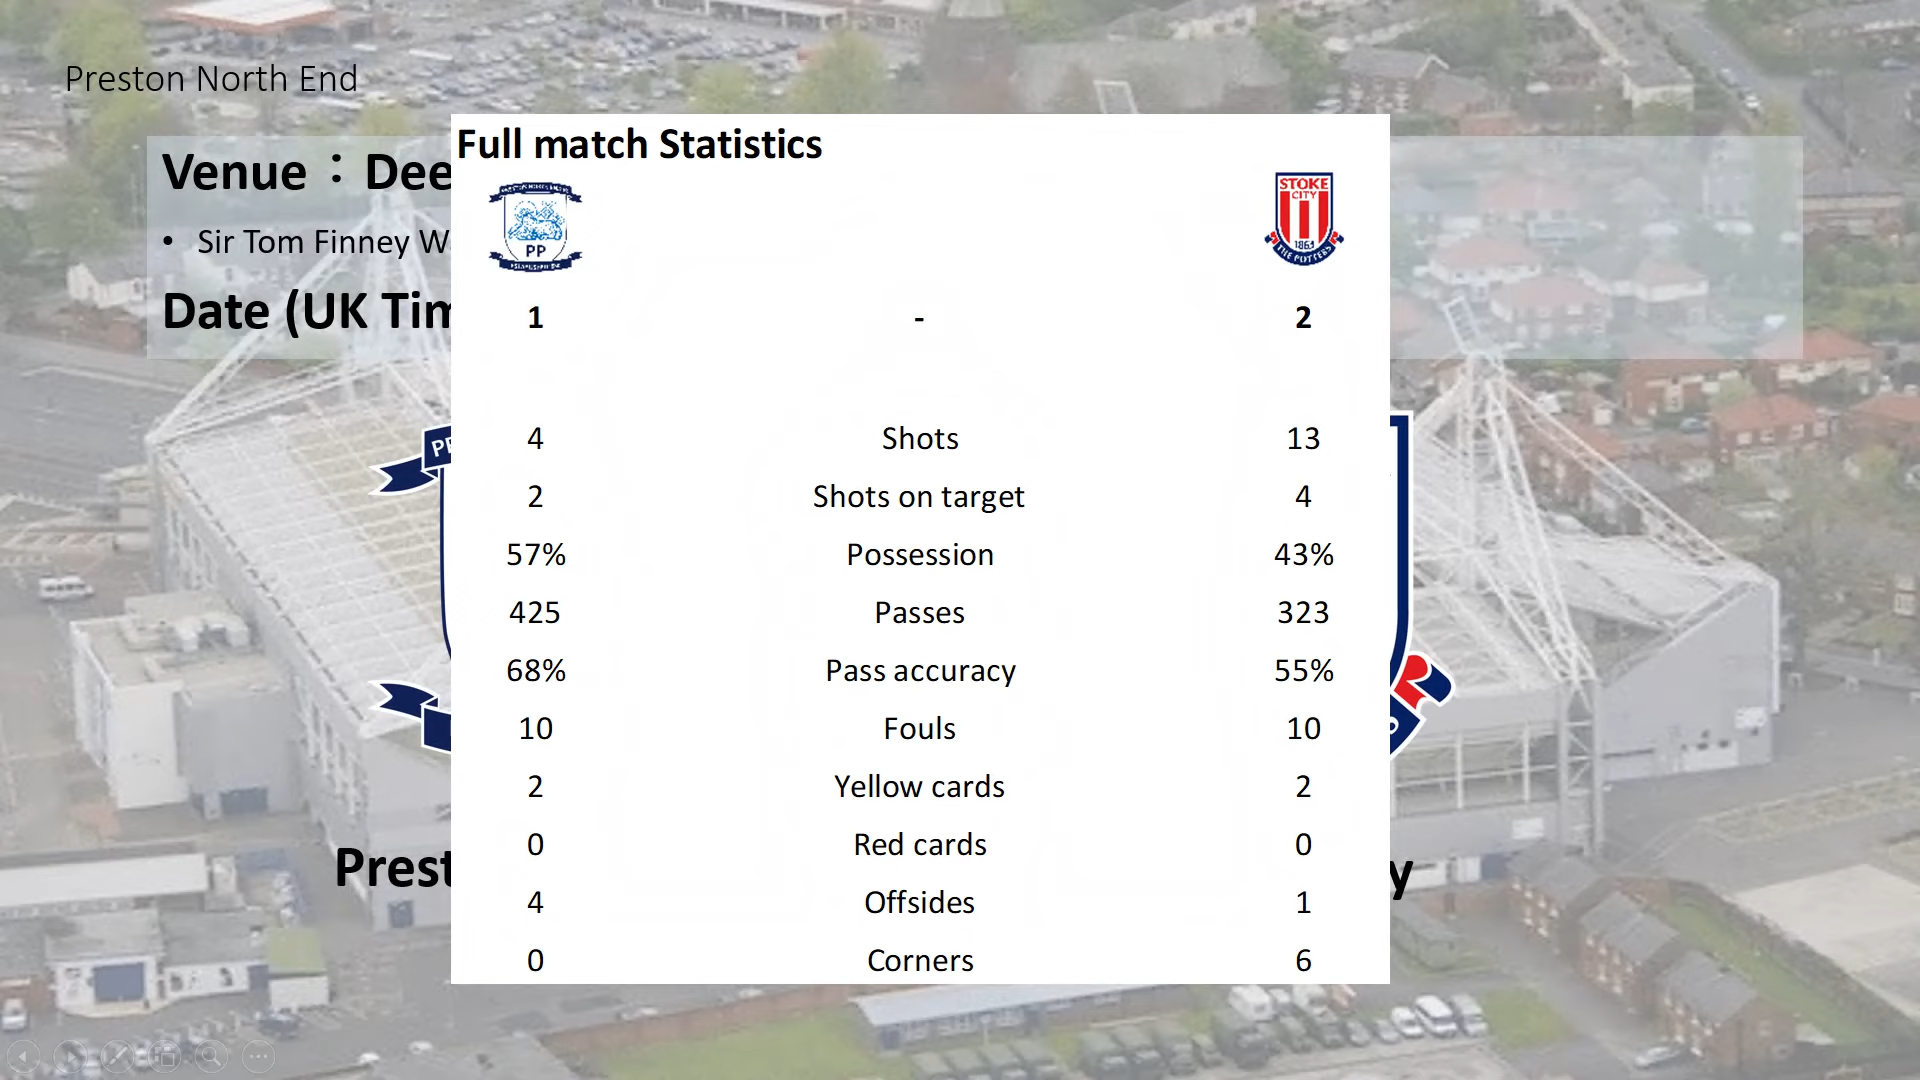 Preston North End
Full match Statistics
Venue：Dee
Sir Tom Finney W
Date (UK Tim
PP
STOKE
CITY
1863
THE POTTERS
1 - 2
4 Shots 13
2 Shots on target 4
57% Possession 43%
425 Passes 323
68% Pass accuracy 55%
10 Fouls 10
2 Yellow cards 2
0 Red cards 0
4 Offsides 1
0 Corners 6
Prest
y